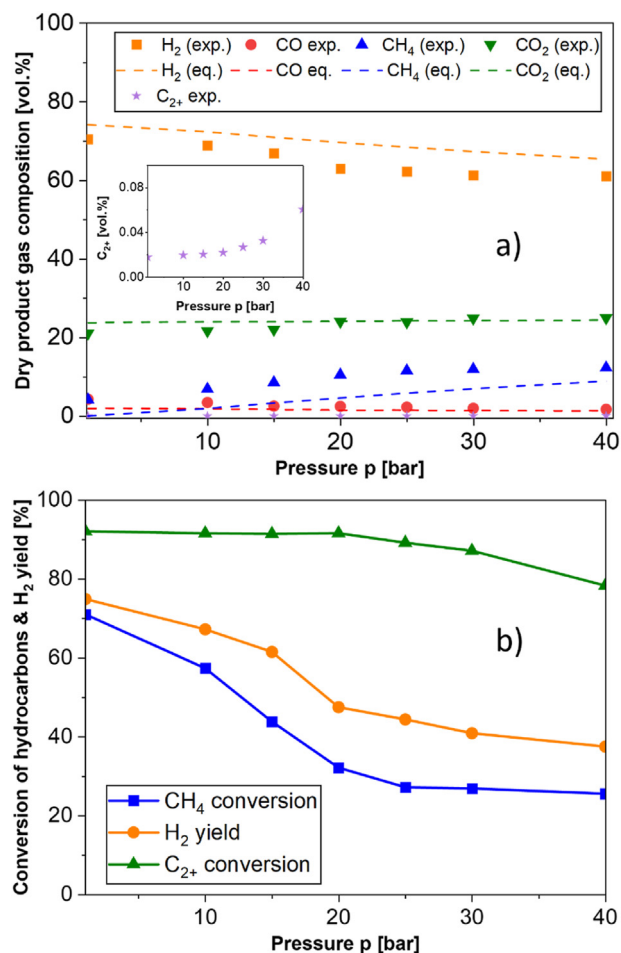 100
80
60
40
20
0
Dry product gas composition [vol.%]
H2 (exp.) CO exp. CH4 (exp.) CO2 (exp.)
H2 (eq.) CO eq. CH4 (eq.) CO2 (eq.)
C2+ exp.
0.08
0.04
0.00
C2+ [vol.%]
0 10 20 30 40
Pressure p [bar]
a)
10 20 30 40
Pressure p [bar]
100
80
60
40
20
0
Conversion of hydrocarbons & H2 yield [%]
b)
CH4 conversion
H2 yield
C2+ conversion
10 20 30 40
Pressure p [bar]